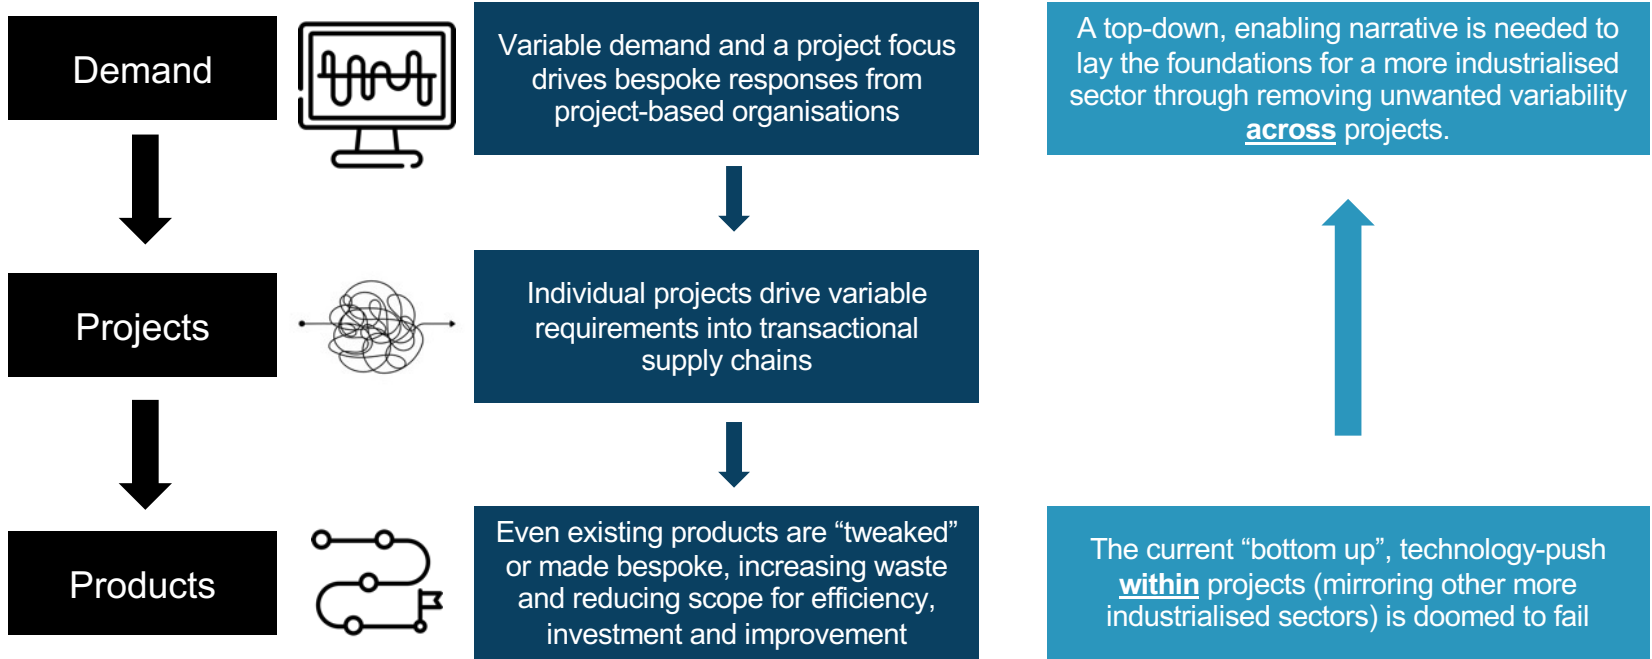 Demand
Variable demand and a project focus
drives bespoke responses from
project-based organisations
A top-down, enabling narrative is needed to
lay the foundations for a more industrialised
sector through removing unwanted variability
across projects.
Projects
Individual projects drive variable
requirements into transactional
supply chains
Products
Even existing products are “tweaked”
or made bespoke, increasing waste
and reducing scope for efficiency,
investment and improvement
The current “bottom up”, technology-push
within projects (mirroring other more
industrialised sectors) is doomed to fail